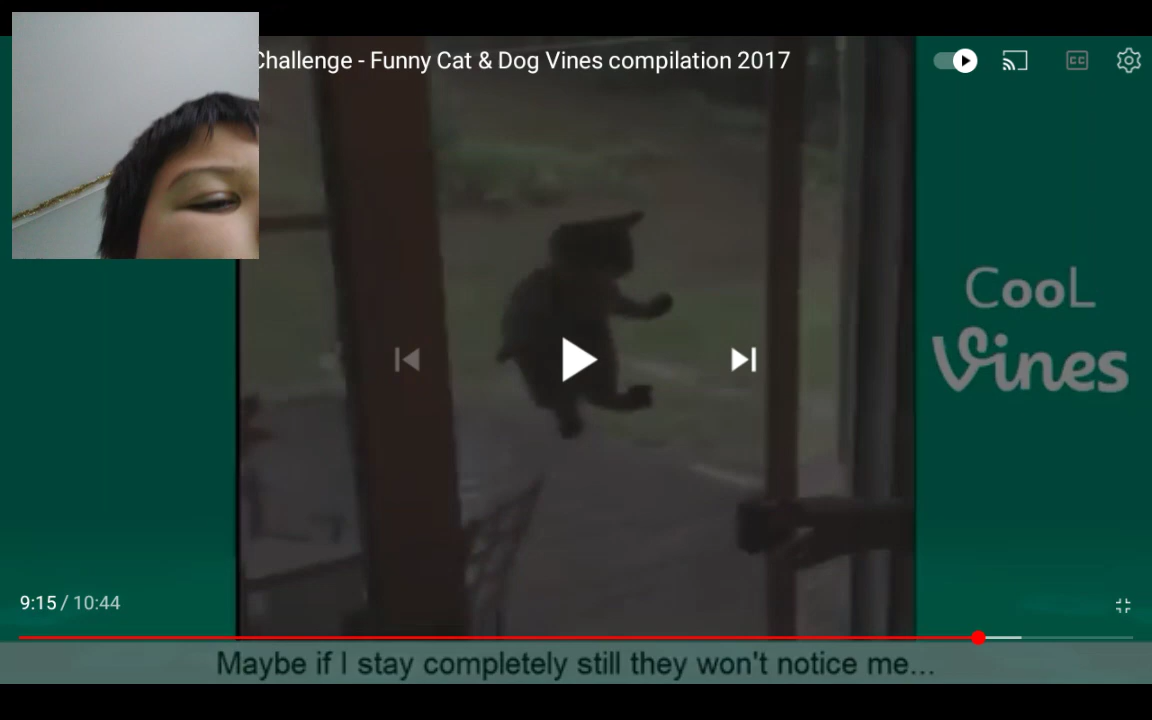 Challenge - Funny Cat & Dog Vines compilation 2017
CC
CooL
Vines
9:15 / 10:44
Maybe if I stay completely still they won't notice me...